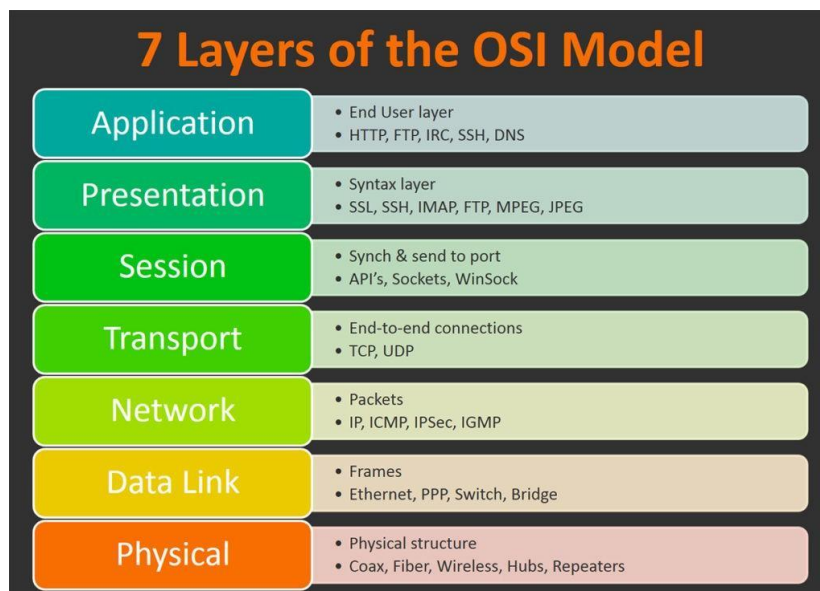 7 Layers of the OSI Model
Application
• End User layer
• HTTP, FTP, IRC, SSH, DNS
Presentation
• Syntax layer
• SSL, SSH, IMAP, FTP, MPEG, JPEG
Session
• Synch & send to port
• API's, Sockets, WinSock
Transport
• End-to-end connections
• TCP, UDP
Network
• Packets
• IP, ICMP, IPSec, IGMP
Data Link
• Frames
• Ethernet, PPP, Switch, Bridge
Physical
• Physical structure
• Coax, Fiber, Wireless, Hubs, Repeaters